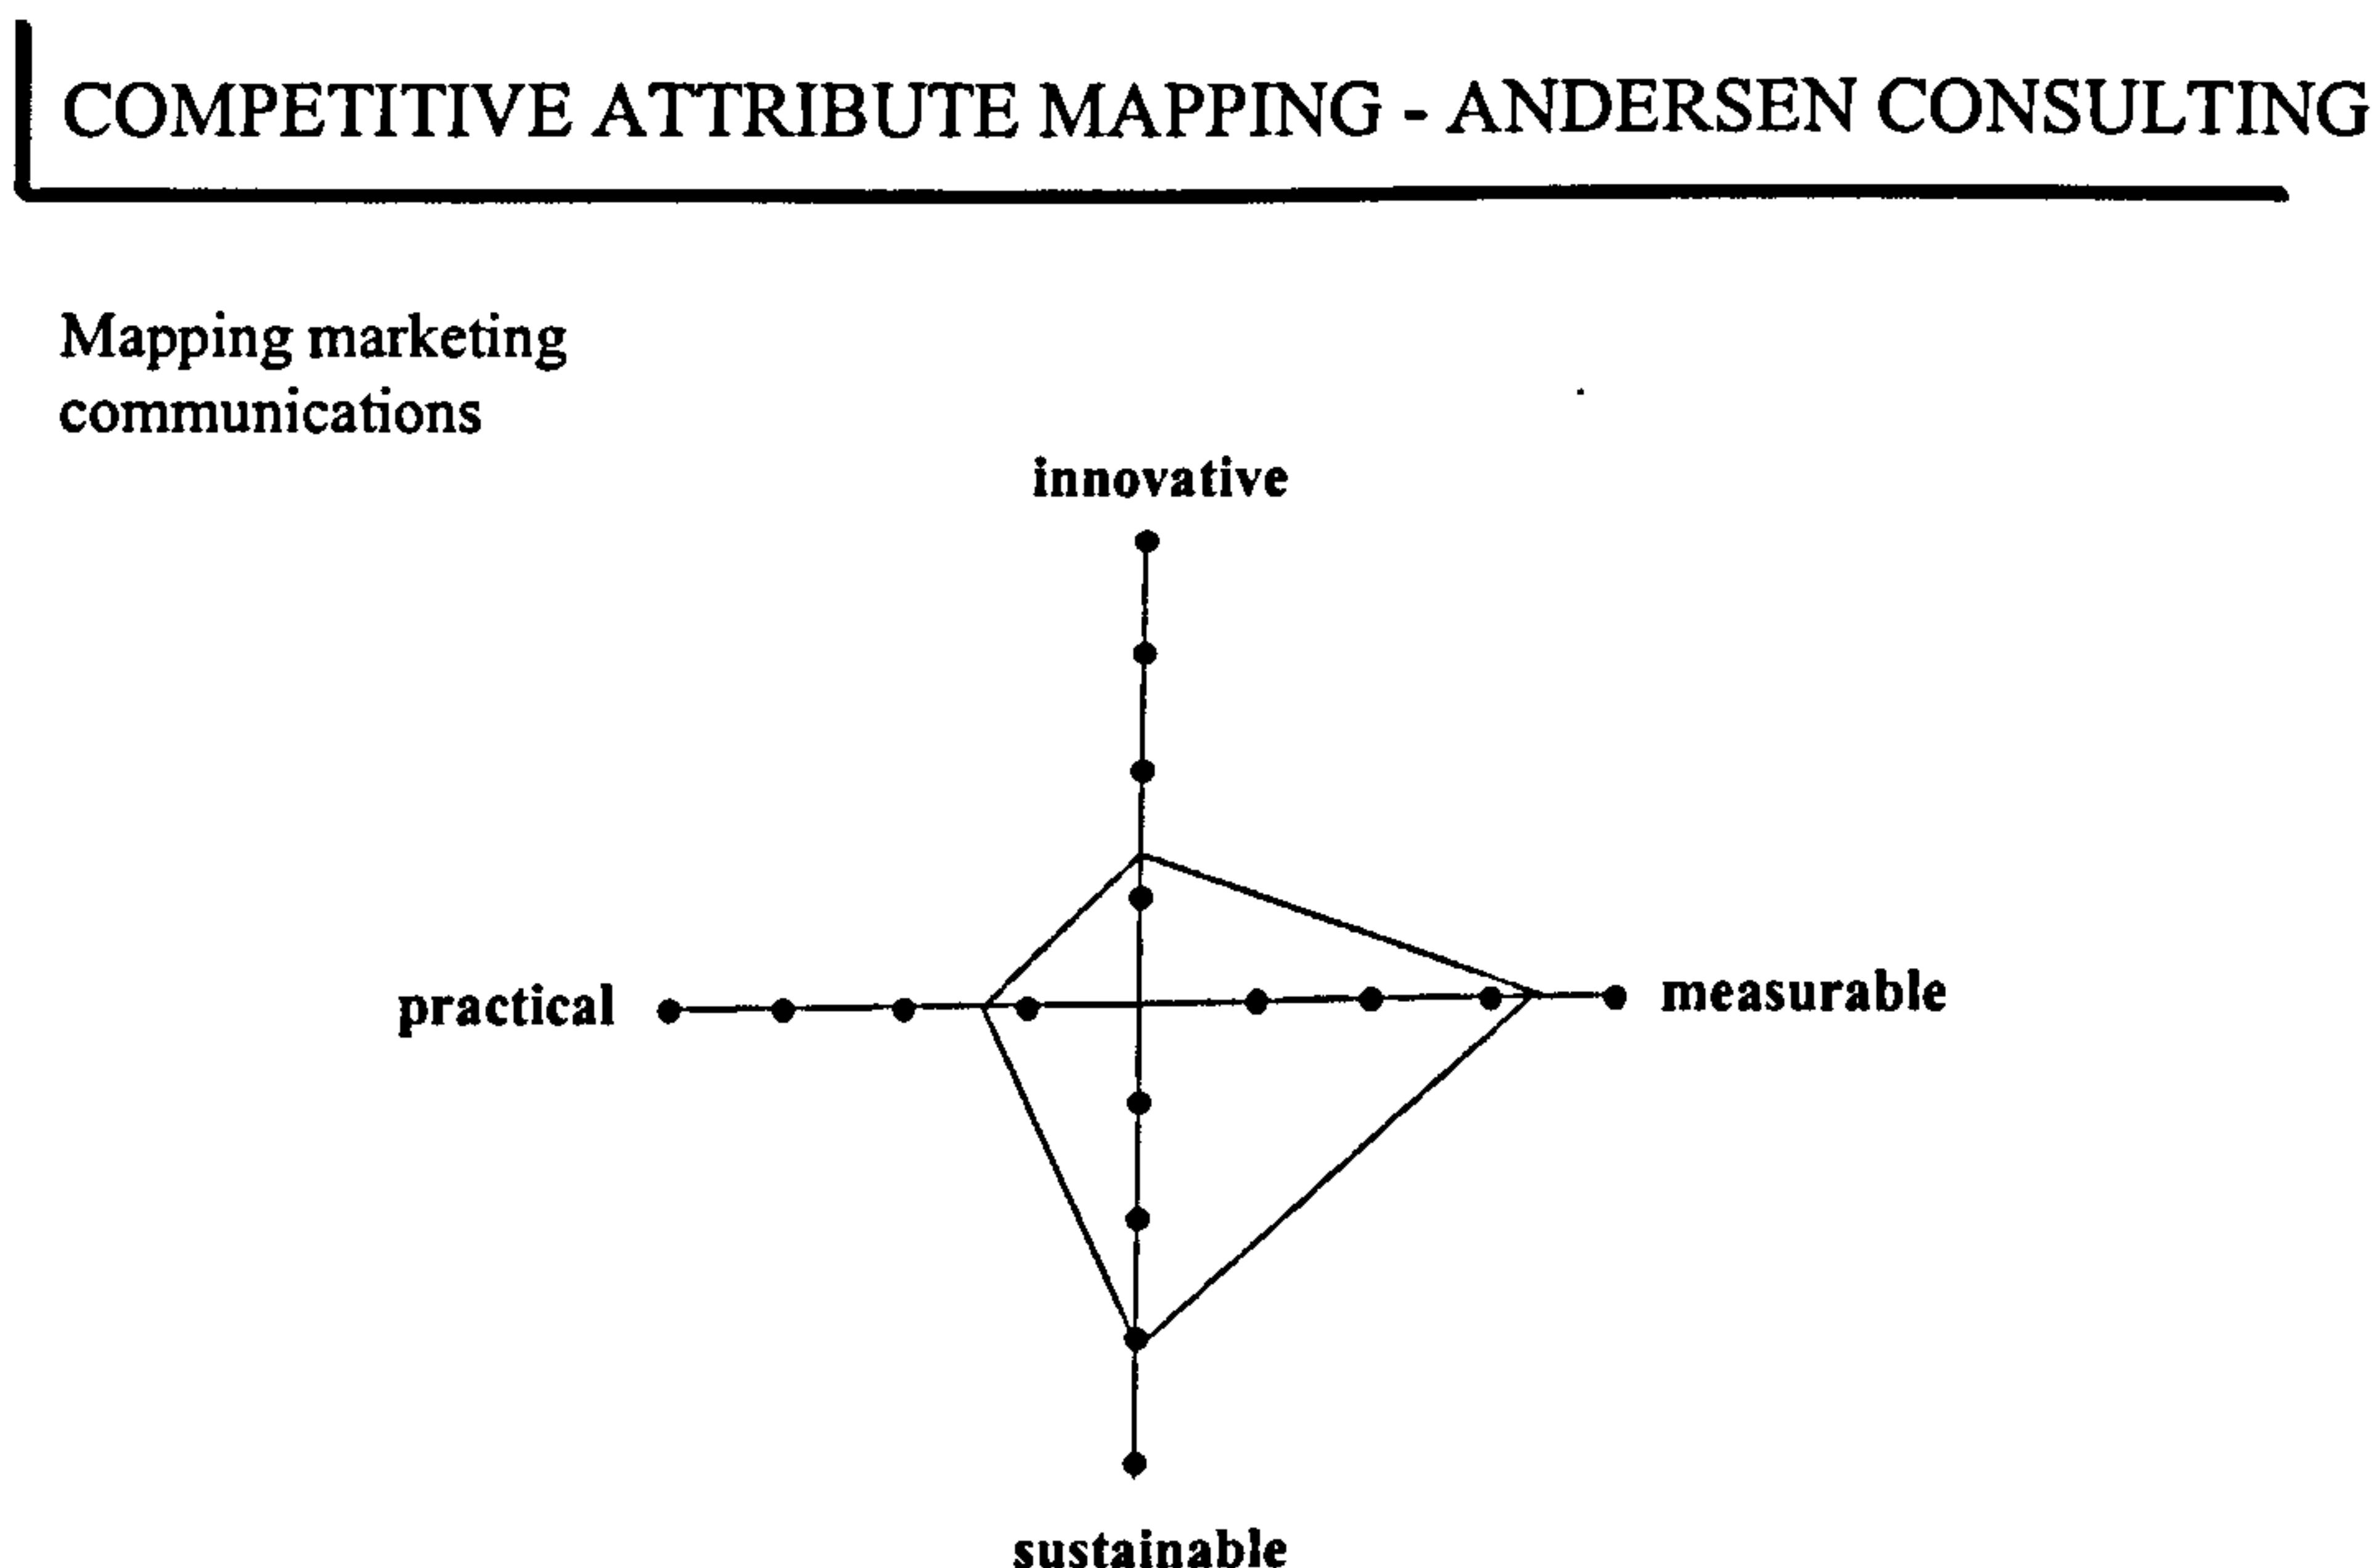 COMPETITIVE ATTRIBUTE MAPPING - ANDERSEN CONSULTING
Mapping marketing
communications
innovative
practical
measurable
sustainable